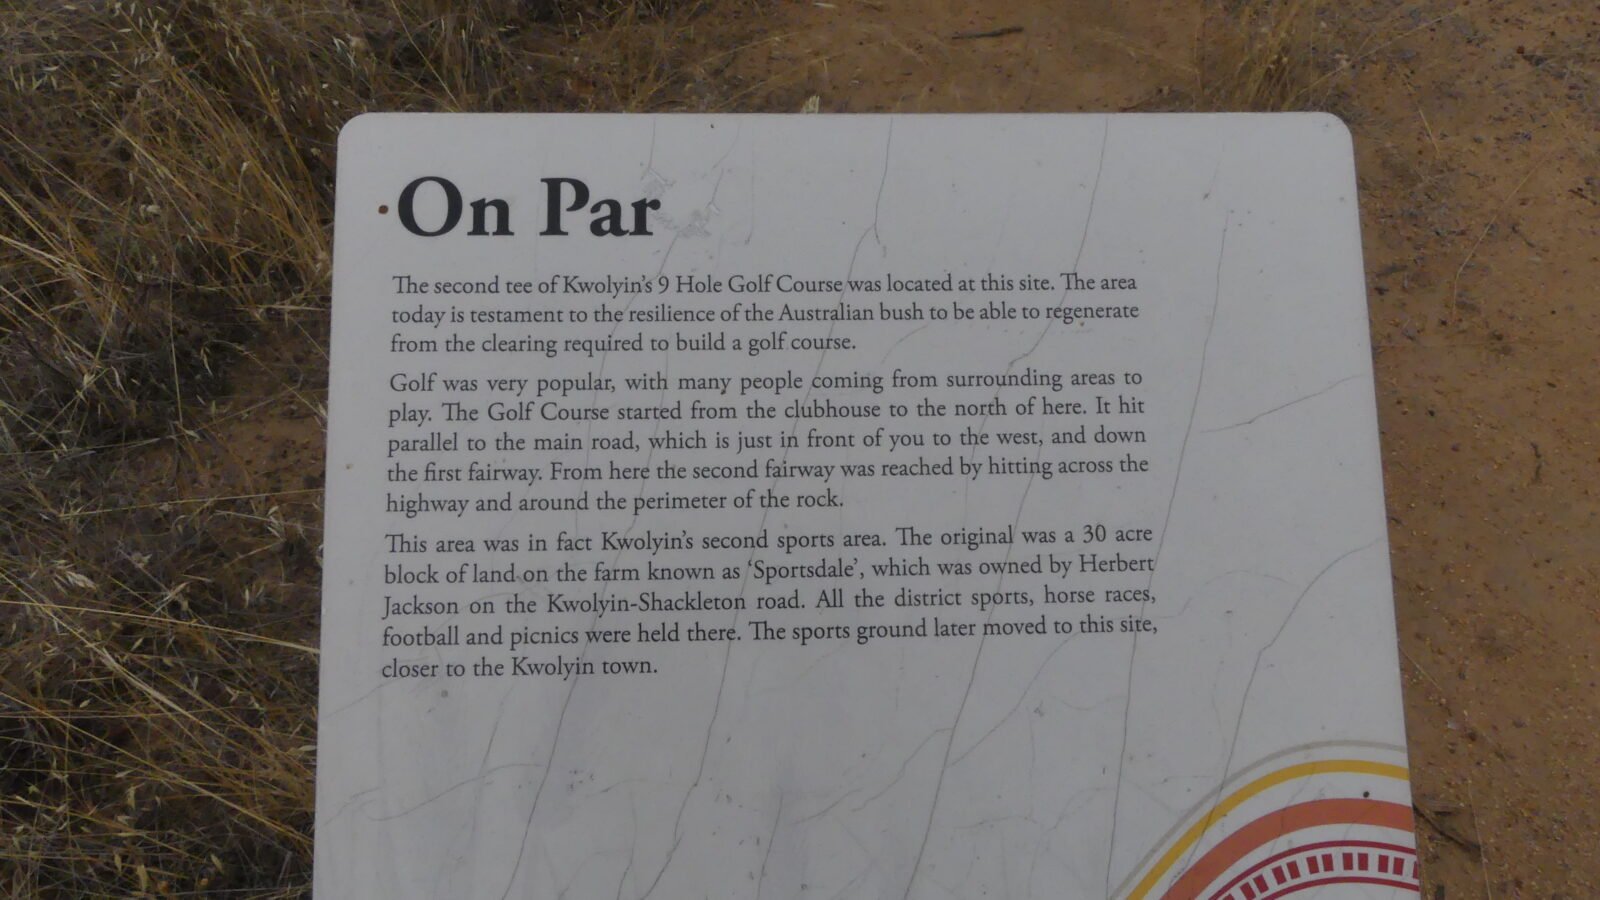 On Par
The second tee of Kwolyin's 9 Hole Golf Course was located at this site. The area
today is testament to the resilience of the Australian bush to be able to regenerate
from the clearing required to build a golf course.
Golf was very popular, with many people coming from surrounding areas to
play. The Golf Course started from the clubhouse to the north of here. It hit
parallel to the main road, which is just in front of you to the west, and down
the first fairway. From here the second fairway was reached by hitting across the
highway and around the perimeter of the rock.
This area was in fact Kwolyin's second sports area. The original was a 30 acre
block of land on the farm known as ‘Sportsdale’, which was owned by Herbert
Jackson on the Kwolyin-Shackleton road. All the district sports, horse races,
football and picnics were held there. The sports ground later moved to this site,
closer to the Kwolyin town.